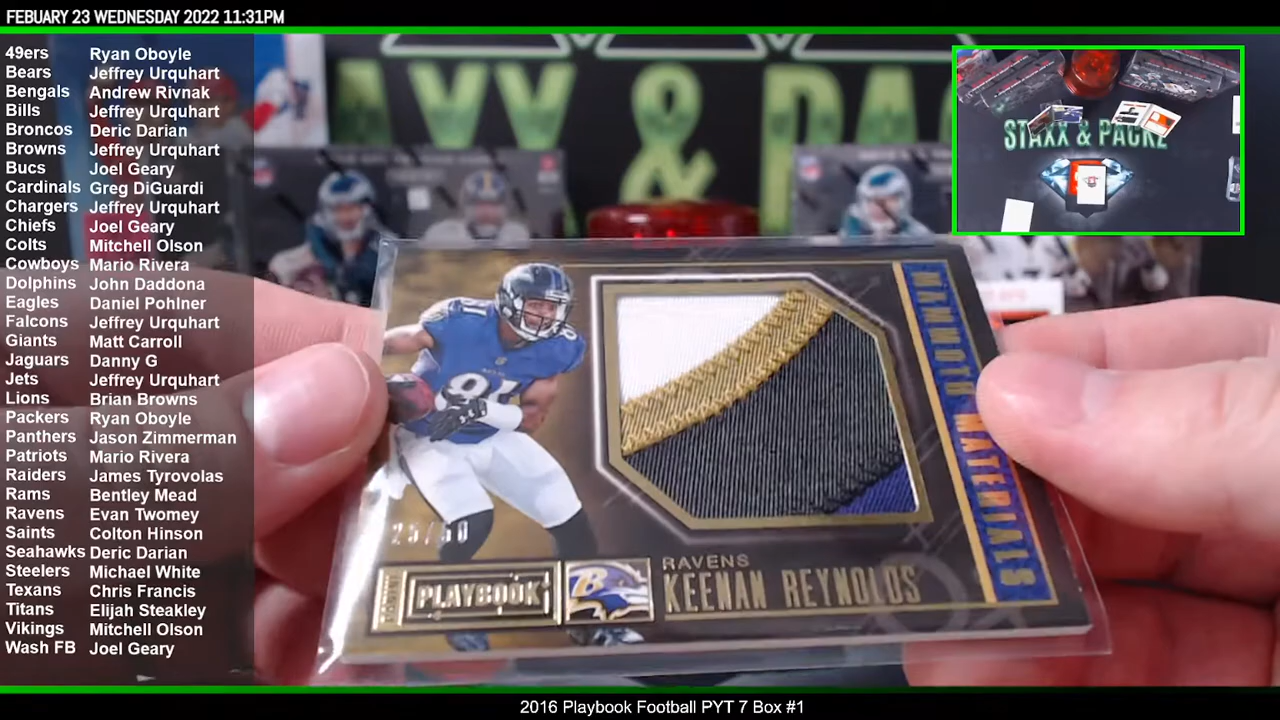 FEBUARY 23 WEDNESDAY 2022 11:31PM
49ers Ryan Oboyle
Bears Jeffrey Urquhart
Bengals Andrew Rivnak
Bills Jeffrey Urquhart
Broncos Deric Darian
Browns Jeffrey Urquhart
Bucs Joel Geary
Cardinals Greg DiGuardi
Chargers Jeffrey Urquhart
Chiefs Joel Geary
Colts Mitchell Olson
Cowboys Mario Rivera
Dolphins John Daddona
Eagles Daniel Pohlner
Falcons Jeffrey Urquhart
Giants Matt Carroll
Jaguars Danny G
Jets Jeffrey Urquhart
Lions Brian Browns
Packers Ryan Oboyle
Panthers Jason Zimmerman
Patriots Mario Rivera
Raiders James Tyrovolas
Rams Bentley Mead
Ravens Evan Twomey
Saints Colton Hinson
Seahawks Deric Darian
Steelers Michael White
Texans Chris Francis
Titans Elijah Steakley
Vikings Mitchell Olson
Wash FB Joel Geary
STAXX & PACKZ
81
MAMMOTH MATERIALS
25/50
PANINI
PLAYBOOK
B
RAVENS
KEENAN REYNOLDS
2016 Playbook Football PYT 7 Box #1